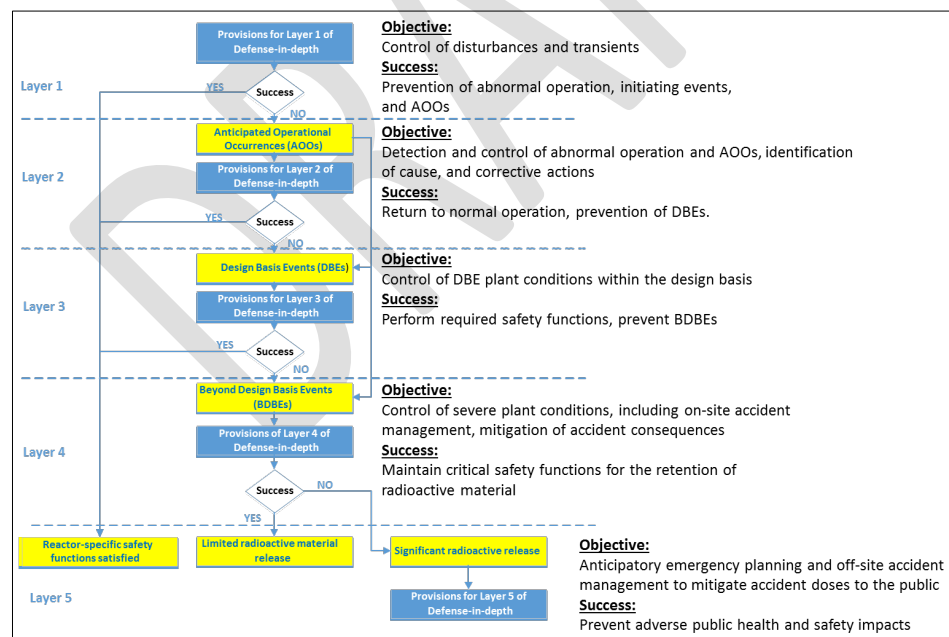 Provisions for Layer 1 of
Defense-in-depth
Objective:
Control of disturbances and transients
Success:
Prevention of abnormal operation, initiating events,
and AOOs
Layer 1
YES
Success
NO
Anticipated Operational
Occurrences (AOOs)
Objective:
Detection and control of abnormal operation and AOOs, identification
of cause, and corrective actions
Success:
Return to normal operation, prevention of DBEs.
Layer 2
Provisions for Layer 2 of
Defense-in-depth
YES
Success
NO
Design Basis Events (DBEs)
Objective:
Control of DBE plant conditions within the design basis
Success:
Perform required safety functions, prevent BDBEs
Layer 3
Provisions for Layer 3 of
Defense-in-depth
YES
Success
NO
Beyond Design Basis Events
(BDBEs)
Objective:
Control of severe plant conditions, including on-site accident
management, mitigation of accident consequences
Success:
Maintain critical safety functions for the retention of
radioactive material
Layer 4
Provisions of Layer 4 of
Defense-in-depth
Success
NO
YES
Reactor-specific safety
functions satisfied
Limited radioactive material
release
Significant radioactive release
Objective:
Anticipatory emergency planning and off-site accident
management to mitigate accident doses to the public
Success:
Prevent adverse public health and safety impacts
Layer 5
Provisions for Layer 5 of
Defense-in-depth
DRA